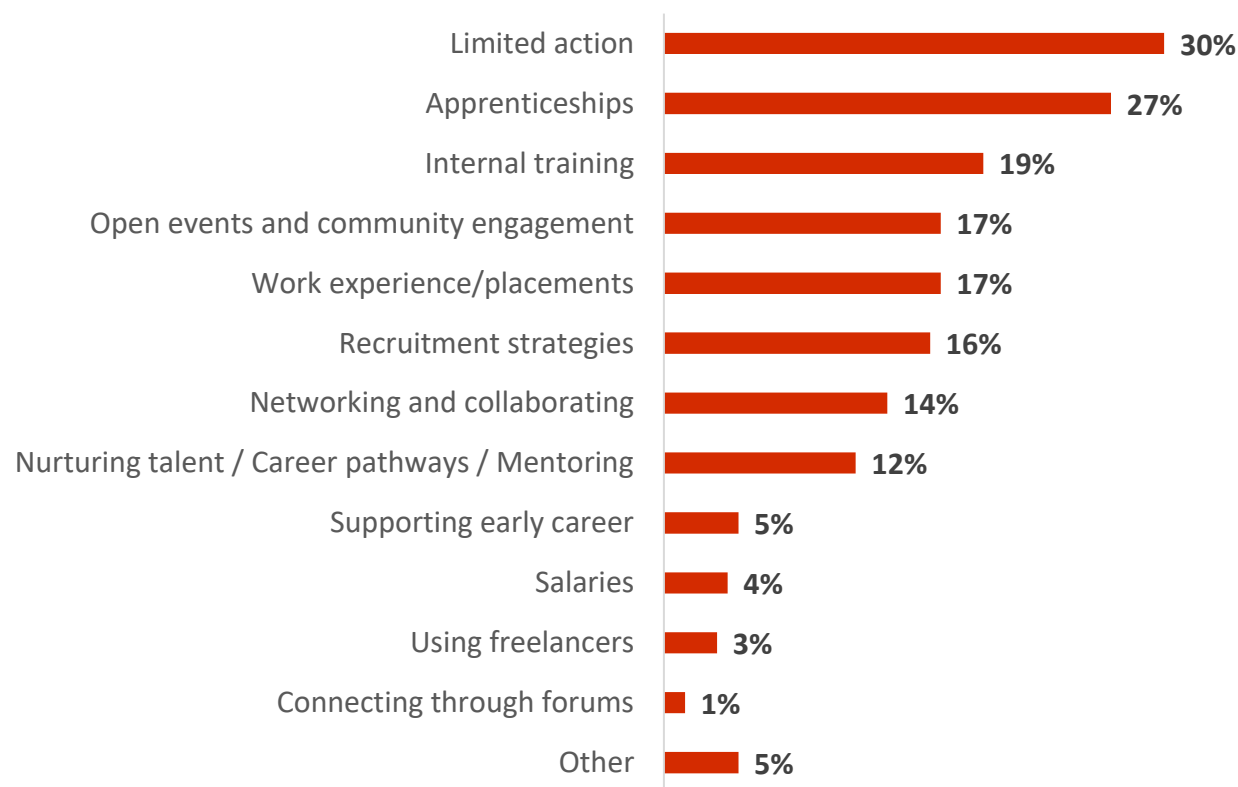 Limited action 30%
Apprenticeships 27%
Internal training 19%
Open events and community engagement 17%
Work experience/placements 17%
Recruitment strategies 16%
Networking and collaborating 14%
Nurturing talent / Career pathways / Mentoring 12%
Supporting early career 5%
Salaries 4%
Using freelancers 3%
Connecting through forums 1%
Other 5%